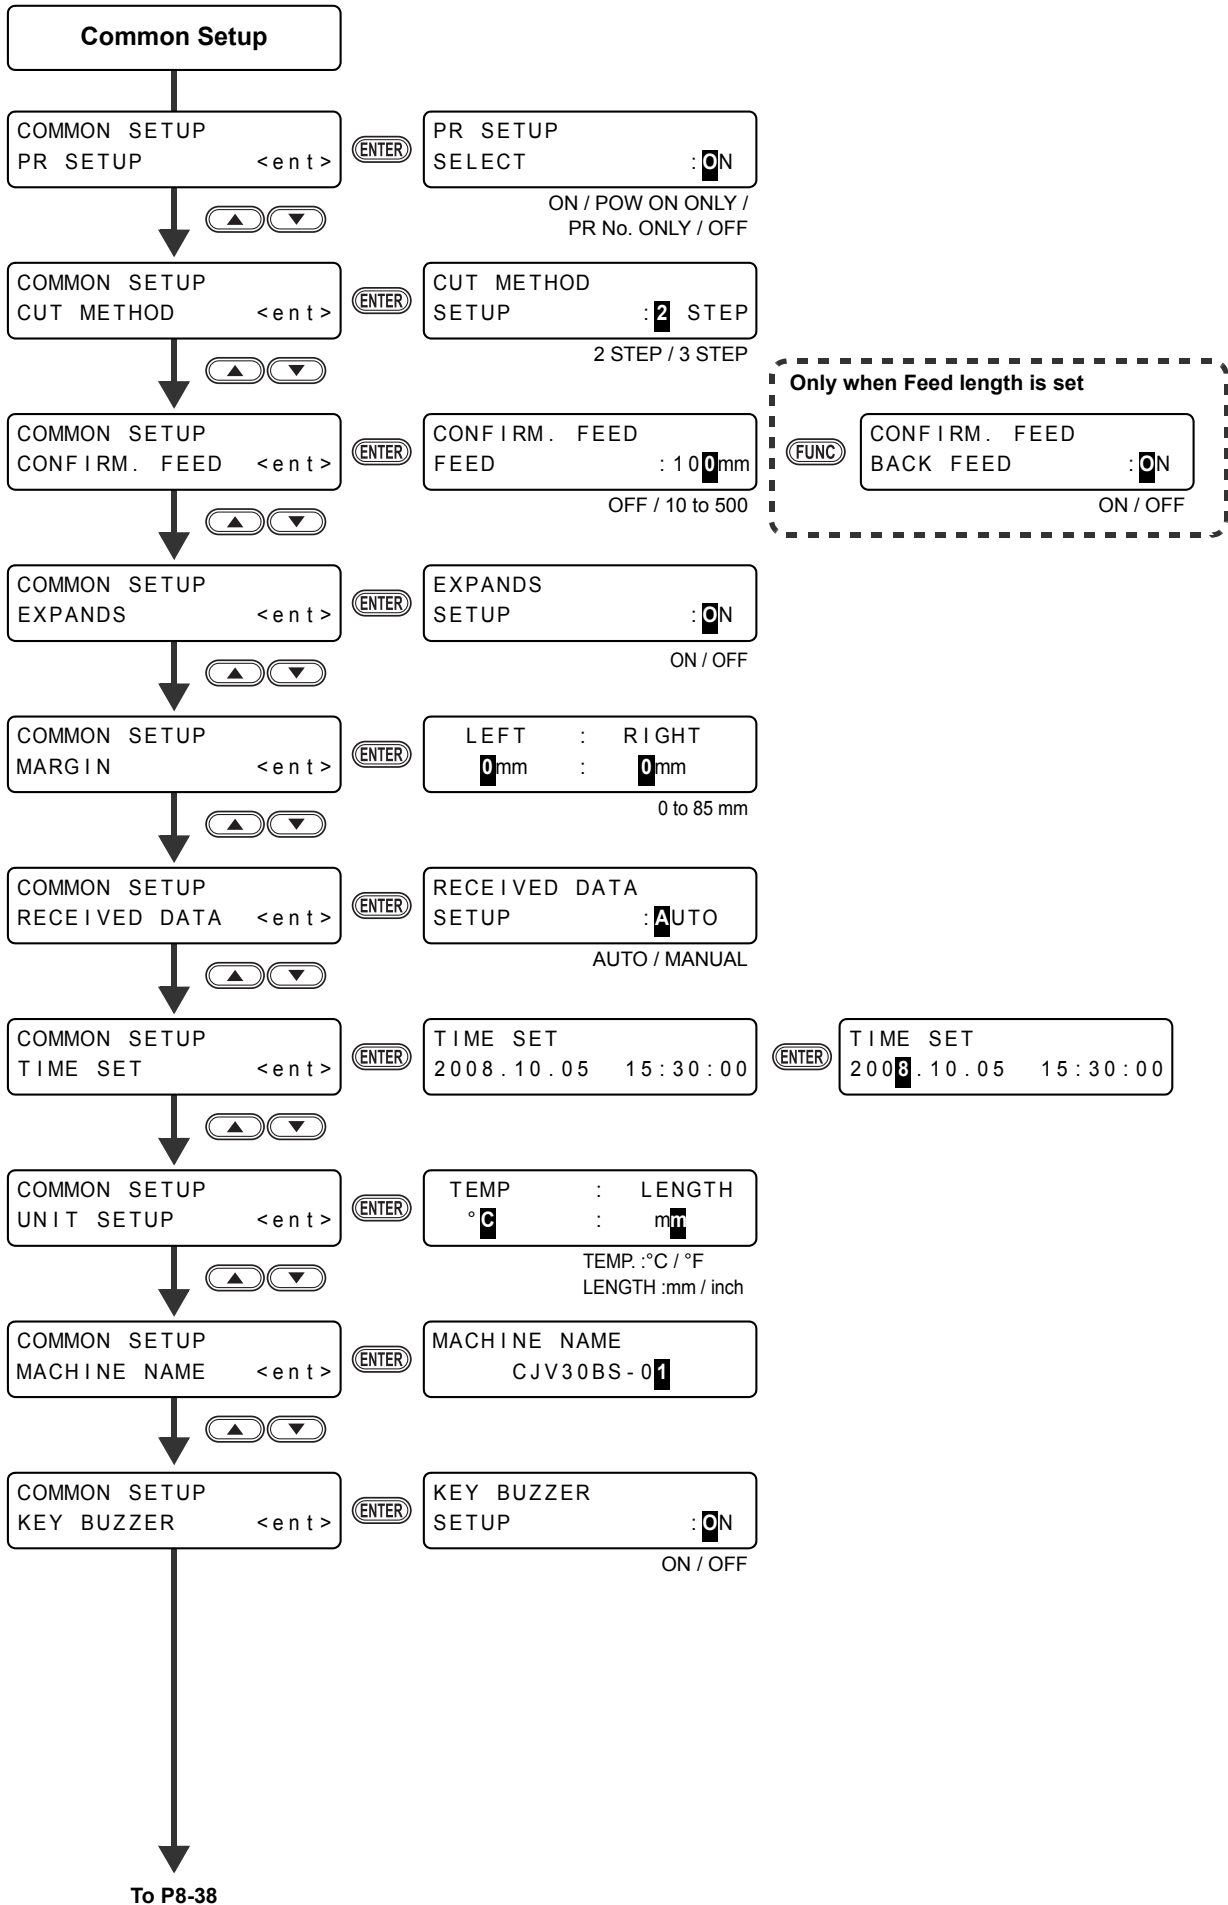 Common Setup
COMMON SETUP
PR SETUP <ent>
ENTER
PR SETUP
SELECT :ON
ON / POW ON ONLY /
PR No. ONLY / OFF
COMMON SETUP
CUT METHOD <ent>
ENTER
CUT METHOD
SETUP :2 STEP
2 STEP / 3 STEP
COMMON SETUP
CONFIRM. FEED <ent>
ENTER
CONFIRM. FEED
FEED :100mm
OFF / 10 to 500
Only when Feed length is set
FUNC
CONFIRM. FEED
BACK FEED :ON
ON / OFF
COMMON SETUP
EXPANDS <ent>
ENTER
EXPANDS
SETUP :ON
ON / OFF
COMMON SETUP
MARGIN <ent>
ENTER
LEFT : RIGHT
0mm : 0mm
0 to 85 mm
COMMON SETUP
RECEIVED DATA <ent>
ENTER
RECEIVED DATA
SETUP :AUTO
AUTO / MANUAL
COMMON SETUP
TIME SET <ent>
ENTER
TIME SET
2008.10.05 15:30:00
ENTER
TIME SET
2008.10.05 15:30:00
COMMON SETUP
UNIT SETUP <ent>
ENTER
TEMP : LENGTH
°C : mm
TEMP. :°C / °F
LENGTH :mm / inch
COMMON SETUP
MACHINE NAME <ent>
ENTER
MACHINE NAME
CJV30BS-01
COMMON SETUP
KEY BUZZER <ent>
ENTER
KEY BUZZER
SETUP :ON
ON / OFF
To P8-38